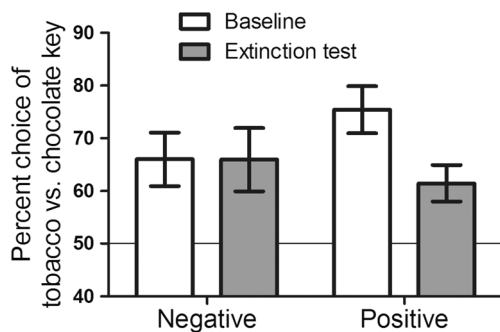 Baseline
Extinction test
Percent choice of
tobacco vs. chocolate key
90
80
70
60
50
40
Negative
Positive